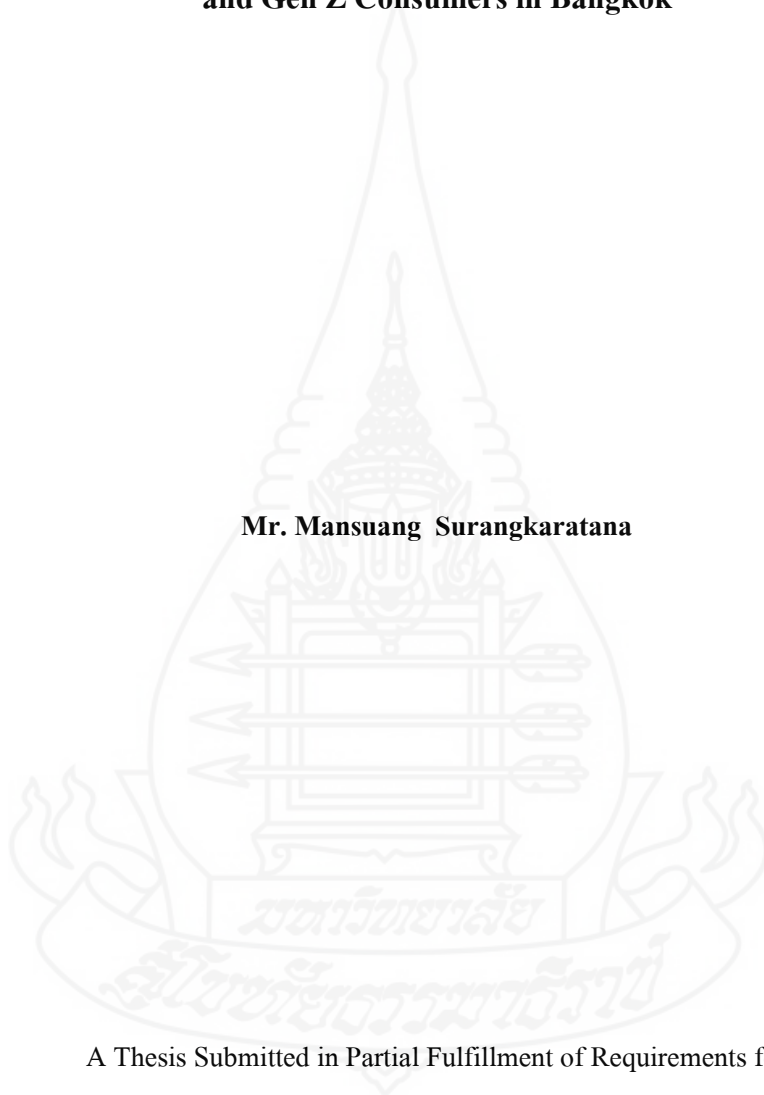 and Gen Z Consumers in Bangkok
Mr. Mansuang Surangkaratana
มหาวิทยาลัย
สุโขทัยธรรมาธิราช
A Thesis Submitted in Partial Fulfillment of Requirements f